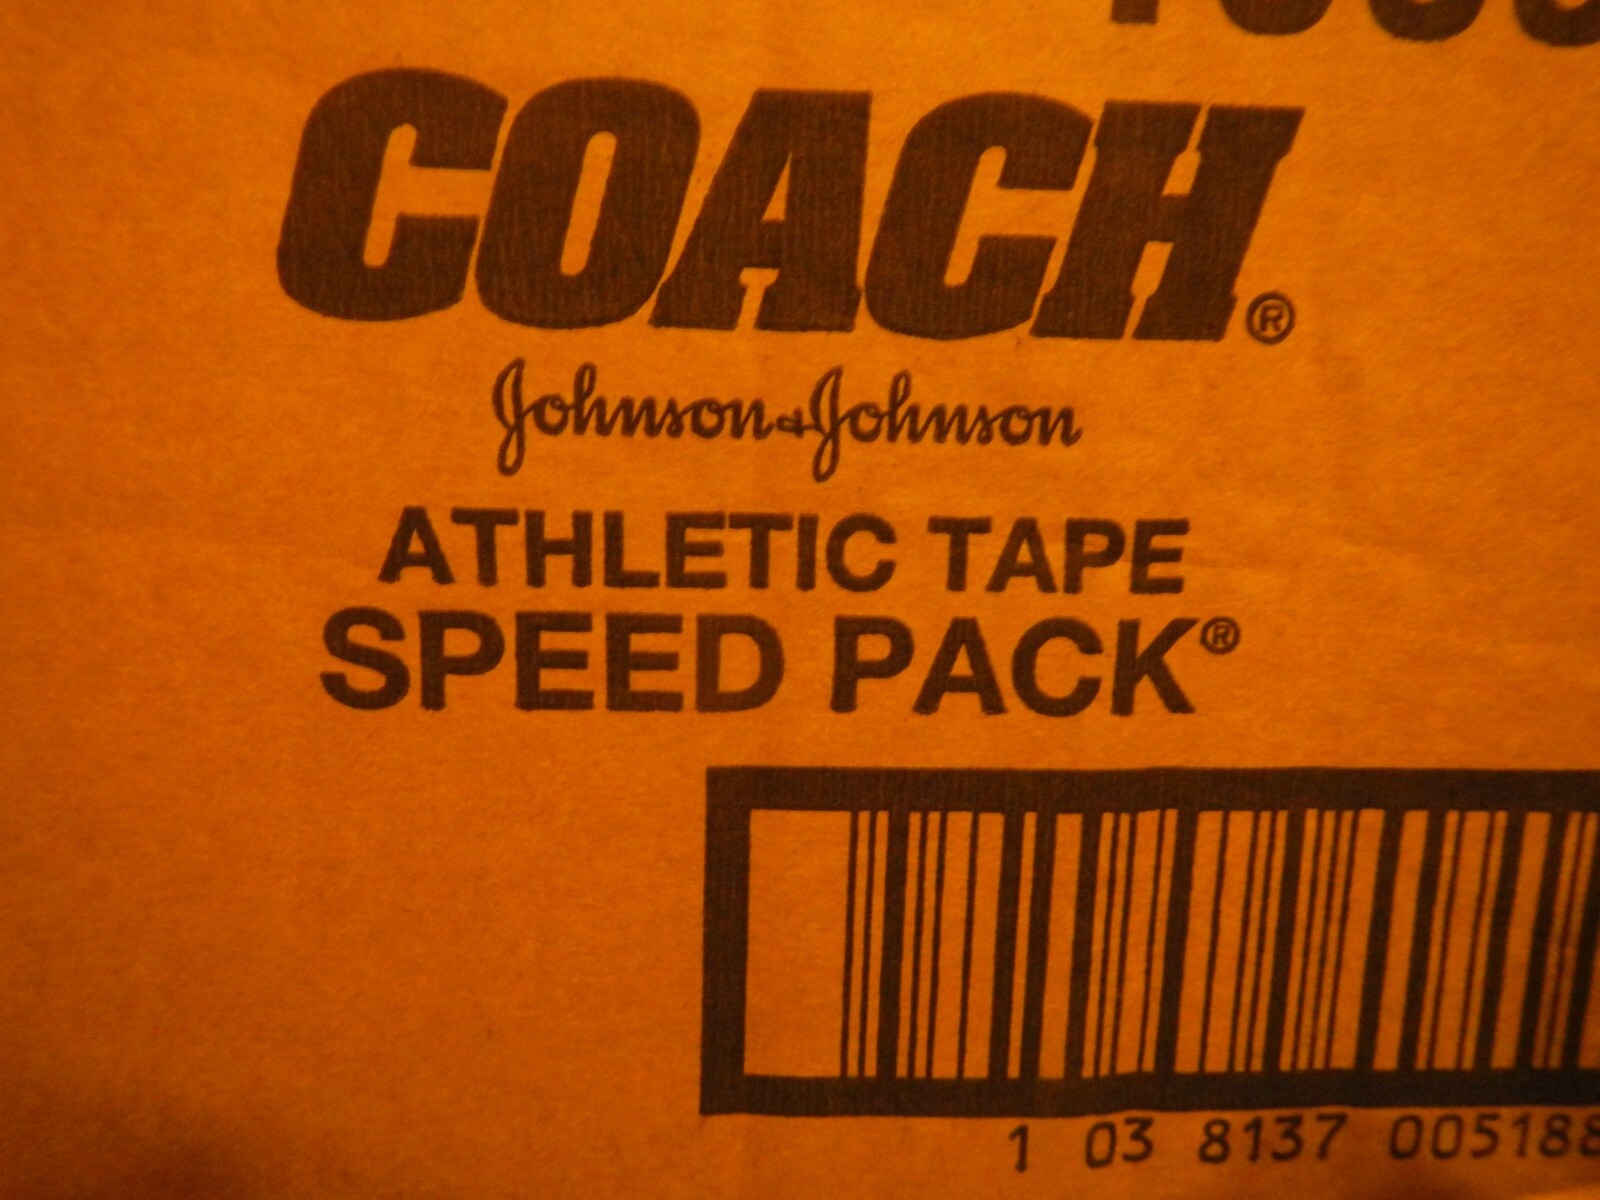 COACH®
Johnson & Johnson
ATHLETIC TAPE
SPEED PACK®
1 03 8137 005188